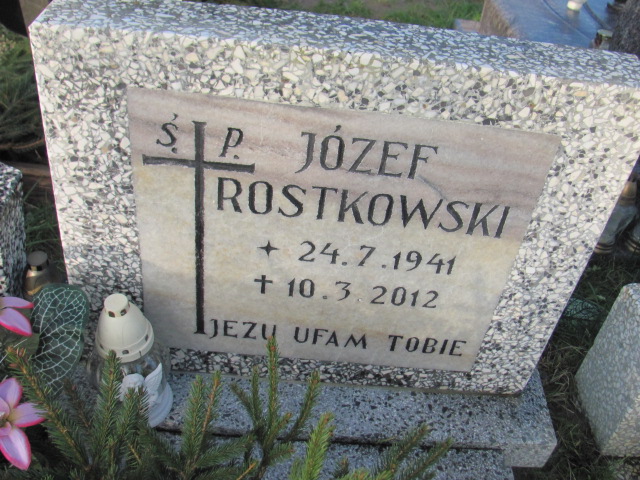 Ś. P. JÓZEF
ROSTKOWSKI
✦ 24.7.1941
✝ 10.3.2012
JEZU UFAM TOBIE